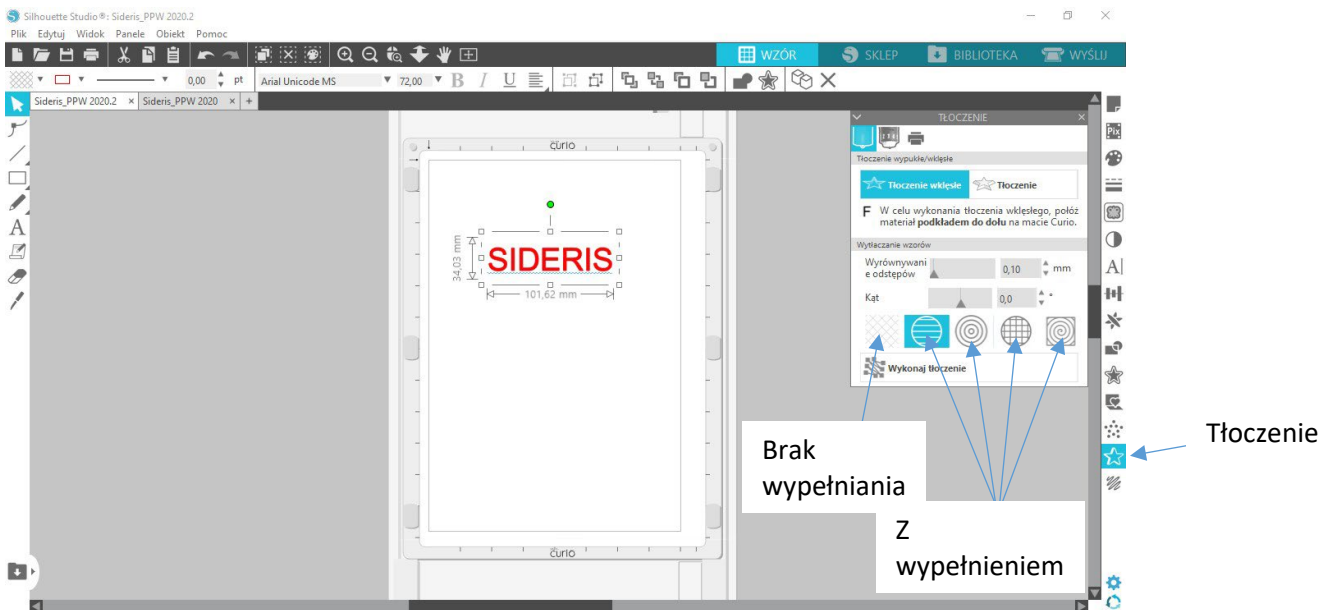 Silhouette Studio®: Sideris_PPW 2020.2
Plik Edytuj Widok Panele Obiekt Pomoc
WZÓR SKLEP BIBLIOTEKA WYŚLIJ
0,00 pt Arial Unicode MS 72,00 B I U
Sideris_PPW 2020.2 × Sideris_PPW 2020 × +
TŁOCZENIE
Tłoczenie wypukłe/wklęsłe
Tłoczenie wklęsłe Tłoczenie
F W celu wykonania tłoczenia wklęsłego, połóż
materiał podkładem do dołu na macie Curio.
Wytłaczanie wzorów
Wyrównywani
e odstępów 0,10 mm
Kąt 0,0 °
Wykonaj tłoczenie
curio
34,03 mm
SIDERIS
101,62 mm
curio
Pix
A
A
Brak
wypełniania
Z
wypełnieniem
Tłoczenie